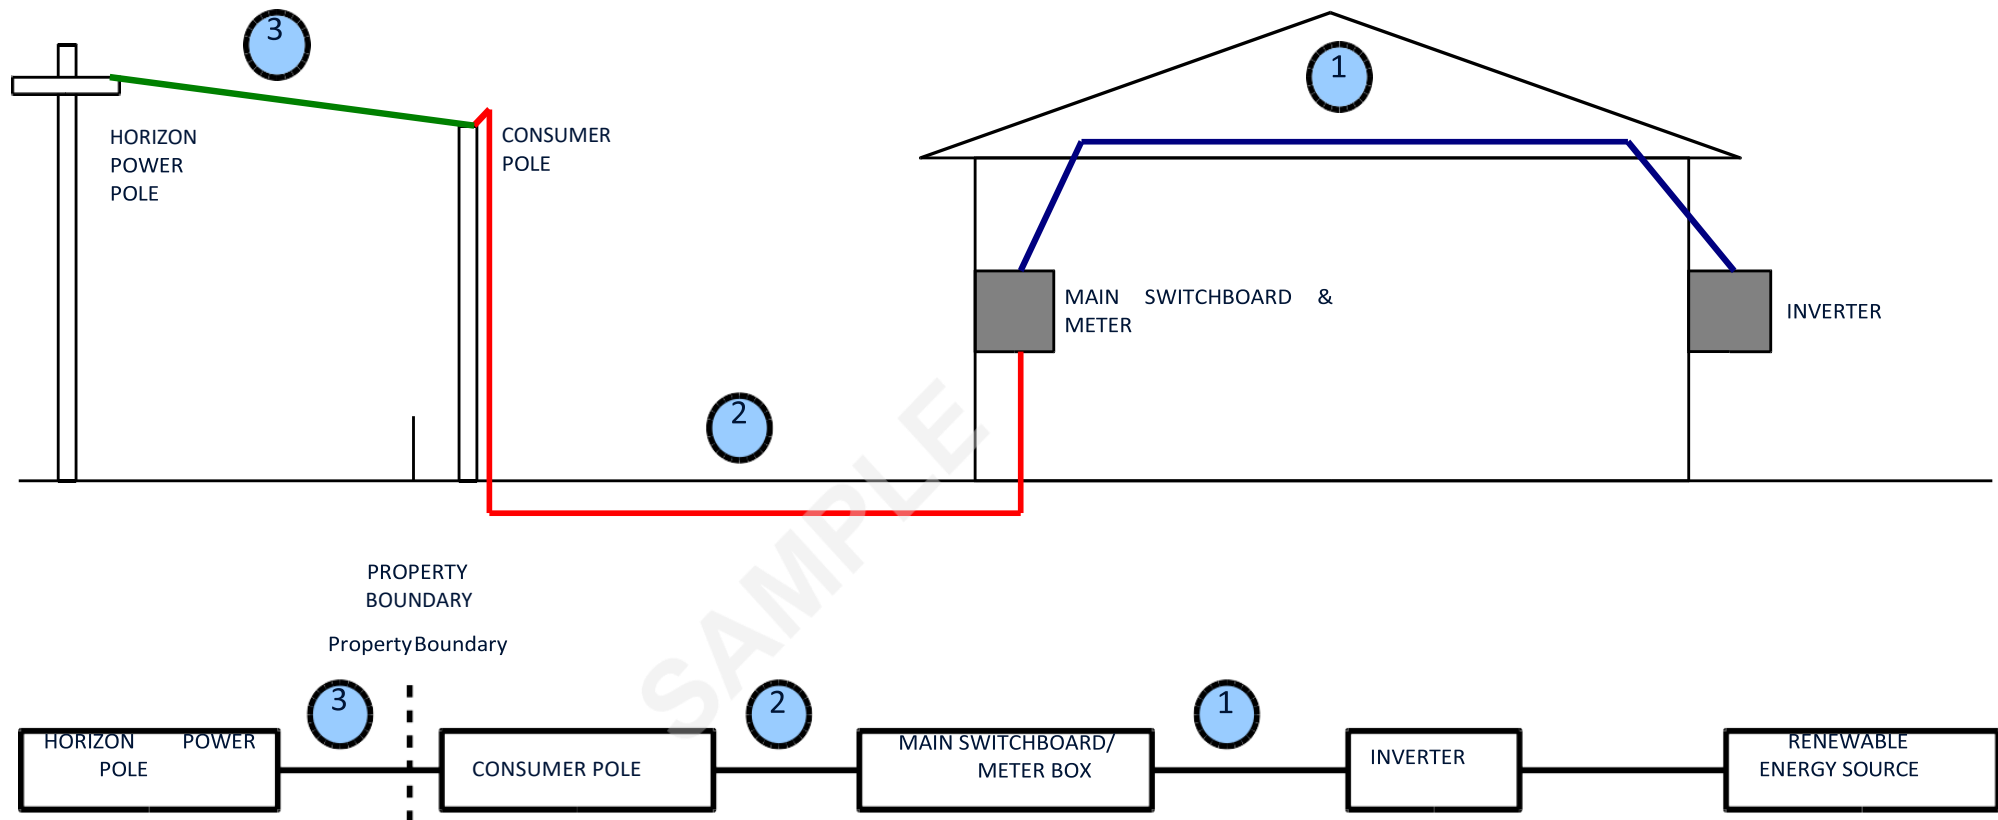 3
1
HORIZON
POWER
POLE
CONSUMER
POLE
MAIN SWITCHBOARD &
METER
INVERTER
2
SAMPLE
PROPERTY
BOUNDARY
Property Boundary
3
2
1
HORIZON POWER
POLE
CONSUMER POLE
MAIN SWITCHBOARD/
METER BOX
INVERTER
RENEWABLE
ENERGY SOURCE